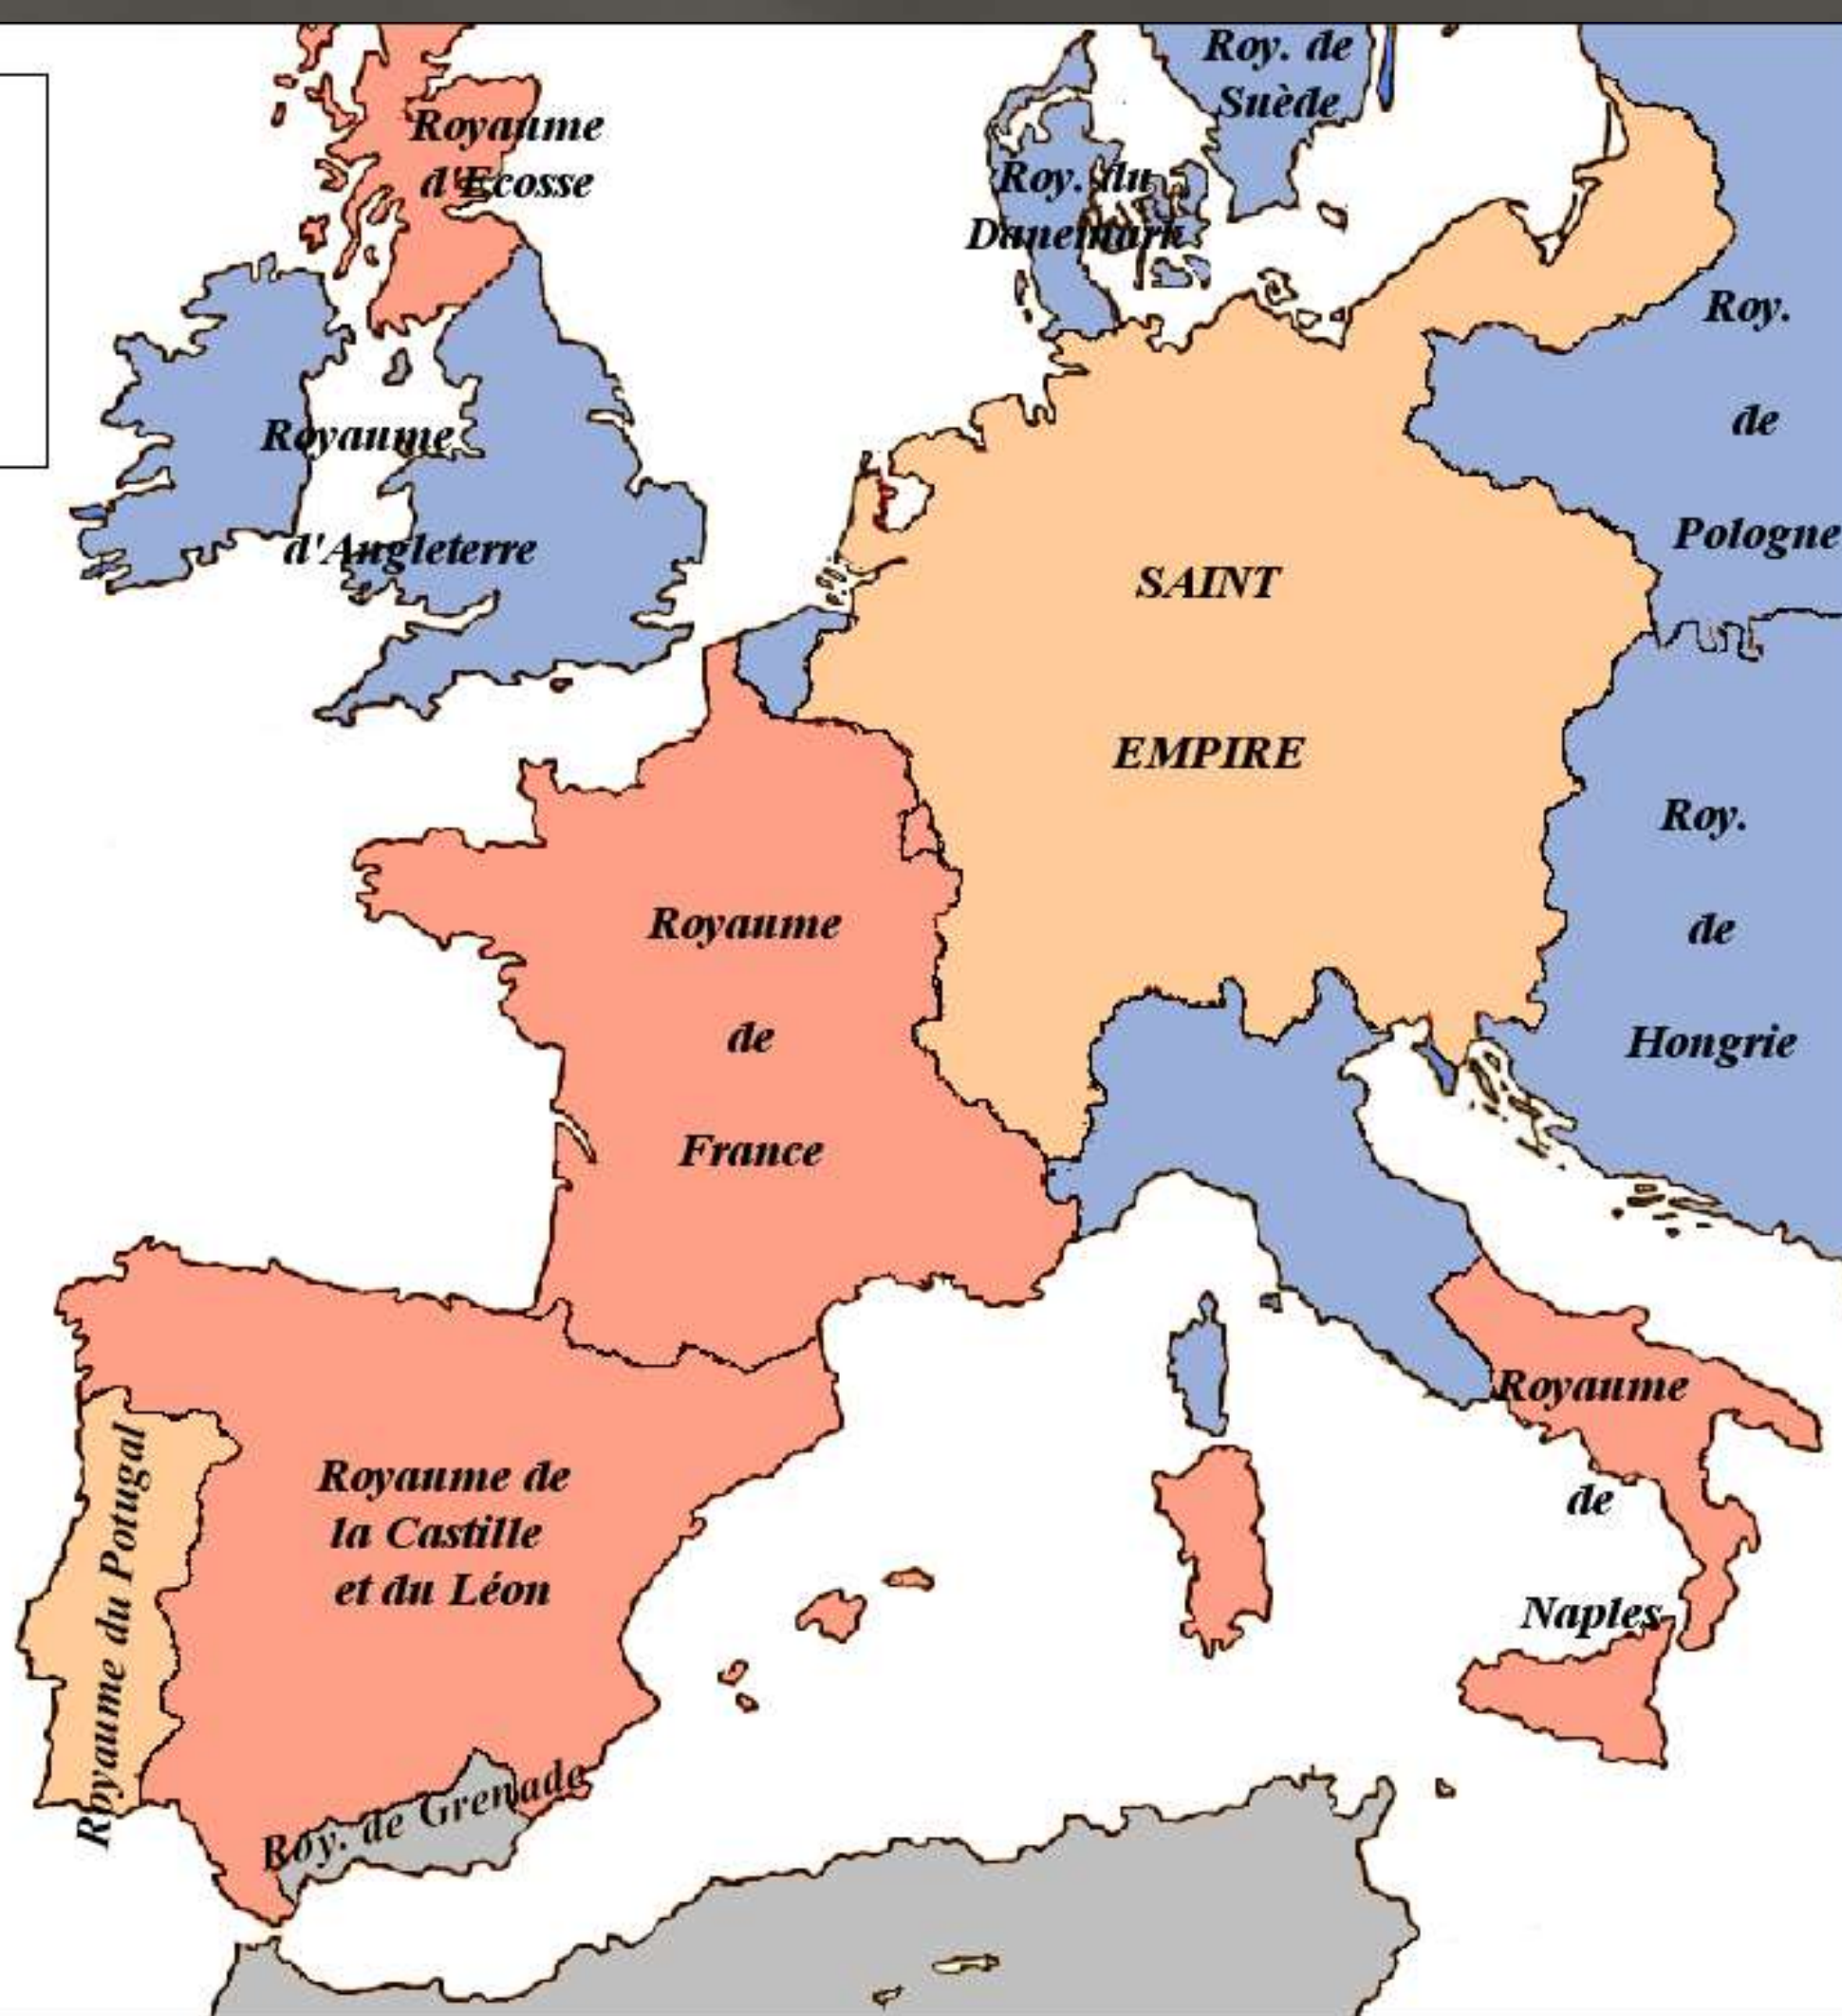 Roy. de
Suède
Royaume
d'Ecosse
Roy. du
Danemark
Roy.
de
Pologne
Royaume
d'Angleterre
SAINT
EMPIRE
Roy.
de
Hongrie
Royaume
de
France
Royaume
de
Naples
Royaume du Potugal
Royaume de
la Castille
et du Léon
Roy. de Grenade